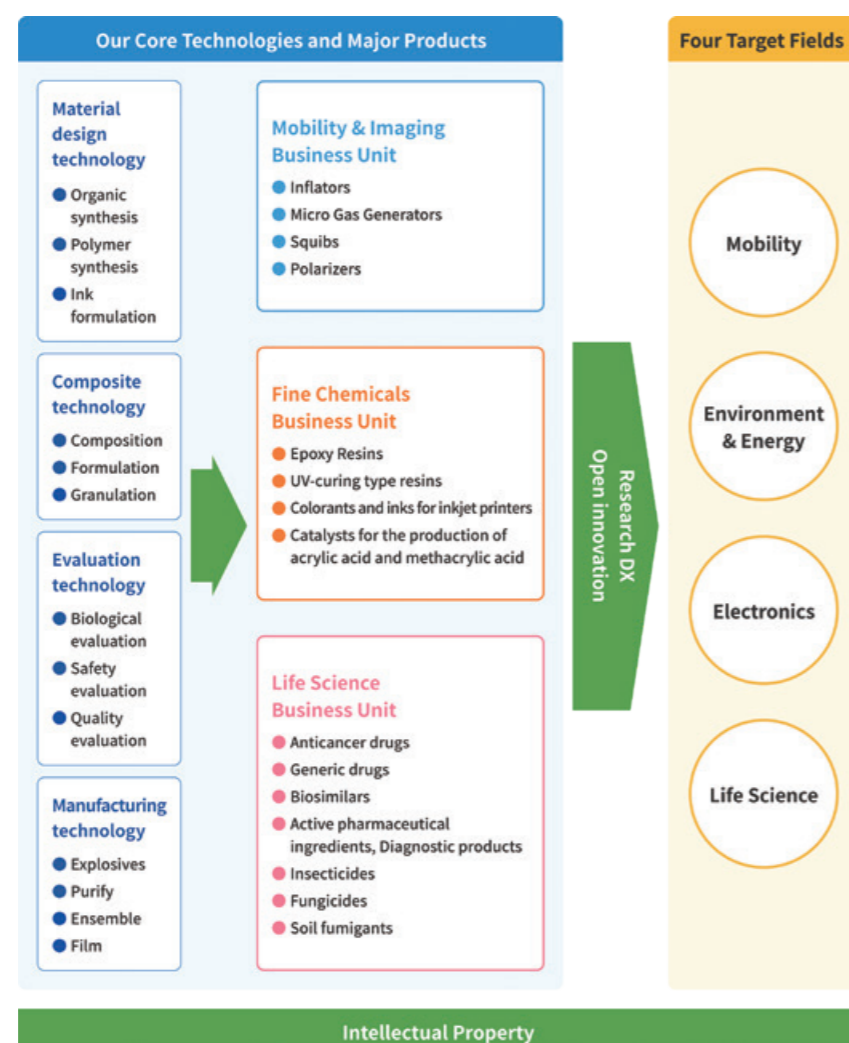 Our Core Technologies and Major Products
Material
design
technology
Organic
synthesis
Polymer
synthesis
Ink
formulation
Composite
technology
Composition
Formulation
Granulation
Evaluation
technology
Biological
evaluation
Safety
evaluation
Quality
evaluation
Manufacturing
technology
Explosives
Purify
Ensemble
Film
Mobility & Imaging
Business Unit
Inflators
Micro Gas Generators
Squibs
Polarizers
Fine Chemicals
Business Unit
Epoxy Resins
UV-curing type resins
Colorants and inks for inkjet printers
Catalysts for the production of
acrylic acid and methacrylic acid
Life Science
Business Unit
Anticancer drugs
Generic drugs
Biosimilars
Active pharmaceutical
ingredients, Diagnostic products
Insecticides
Fungicides
Soil fumigants
Research DX
Open innovation
Four Target Fields
Mobility
Environment
& Energy
Electronics
Life Science
Intellectual Property